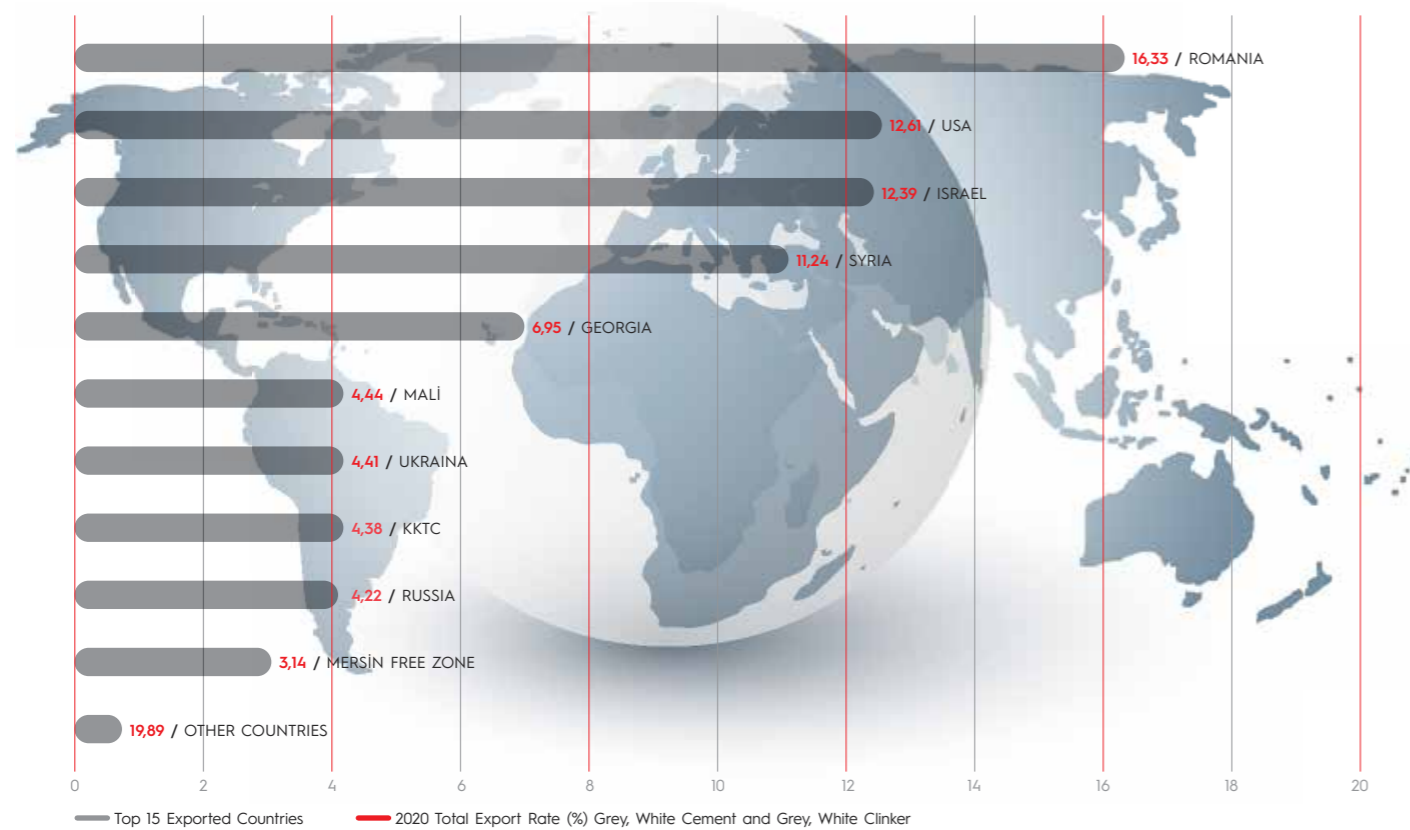 16,33 / ROMANIA
12,61 / USA
12,39 / ISRAEL
11,24 / SYRIA
6,95 / GEORGIA
4,44 / MALİ
4,41 / UKRAINA
4,38 / KKTC
4,22 / RUSSIA
3,14 / MERSİN FREE ZONE
19,89 / OTHER COUNTRIES
0 2 4 6 8 10 12 14 16 18 20
Top 15 Exported Countries 2020 Total Export Rate (%) Grey, White Cement and Grey, White Clinker